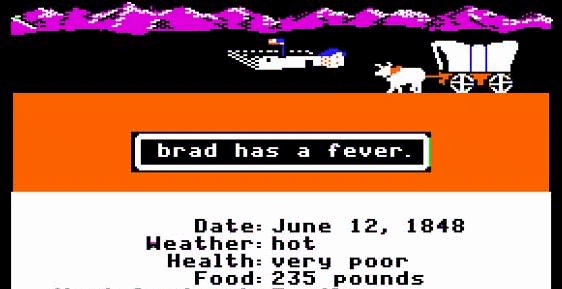 brad has a fever.
Date: June 12, 1848
Weather: hot
Health: very poor
Food: 235 pounds